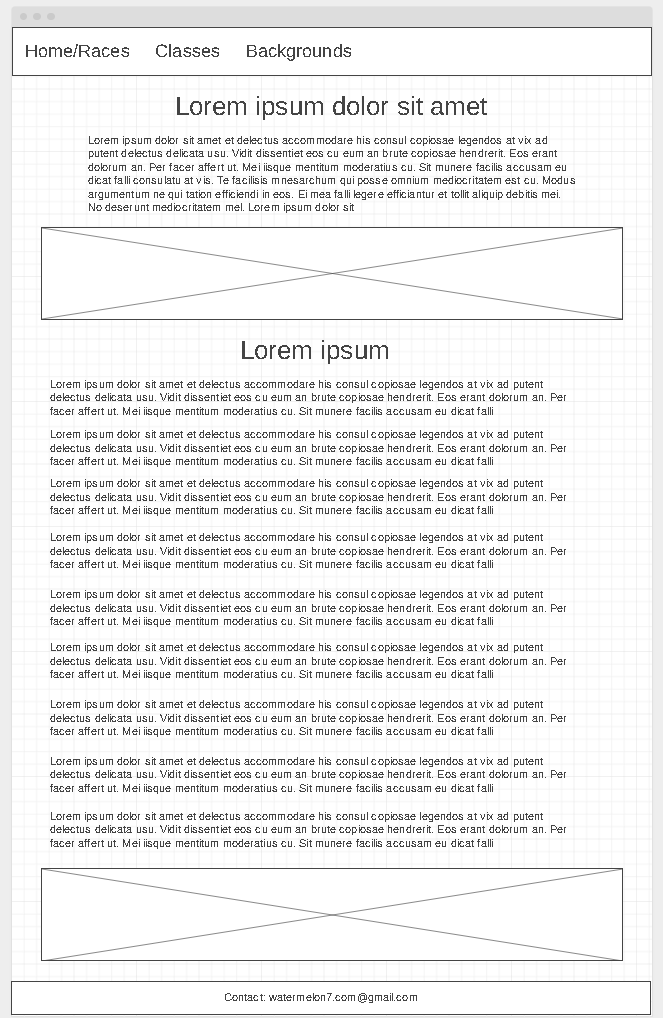 Home/Races Classes Backgrounds
Lorem ipsum dolor sit amet
Lorem ipsum dolor sit amet et delectus accommodare his consul copiosae legendos at vix ad
putent delectus delicata usu. Vidit dissentiet eos cu eum an brute copiosae hendrerit. Eos erant
dolorum an. Per facer affert ut. Mei iisque mentitum moderatius cu. Sit munere facilis accusam eu
dicat falli consulatu at vis. Te facilisis mnesarchum qui posse omnium mediocritatem est cu. Modus
argumentum ne qui tation efficiendi in eos. Ei mea falli legere efficiantur et tollit aliquip debitis mei.
No deserunt mediocritatem mel. Lorem ipsum dolor sit
Lorem ipsum
Lorem ipsum dolor sit amet et delectus accommodare his consul copiosae legendos at vix ad putent
delectus delicata usu. Vidit dissentiet eos cu eum an brute copiosae hendrerit. Eos erant dolorum an. Per
facer affert ut. Mei iisque mentitum moderatius cu. Sit munere facilis accusam eu dicat falli
Lorem ipsum dolor sit amet et delectus accommodare his consul copiosae legendos at vix ad putent
delectus delicata usu. Vidit dissentiet eos cu eum an brute copiosae hendrerit. Eos erant dolorum an. Per
facer affert ut. Mei iisque mentitum moderatius cu. Sit munere facilis accusam eu dicat falli
Lorem ipsum dolor sit amet et delectus accommodare his consul copiosae legendos at vix ad putent
delectus delicata usu. Vidit dissentiet eos cu eum an brute copiosae hendrerit. Eos erant dolorum an. Per
facer affert ut. Mei iisque mentitum moderatius cu. Sit munere facilis accusam eu dicat falli
Lorem ipsum dolor sit amet et delectus accommodare his consul copiosae legendos at vix ad putent
delectus delicata usu. Vidit dissentiet eos cu eum an brute copiosae hendrerit. Eos erant dolorum an. Per
facer affert ut. Mei iisque mentitum moderatius cu. Sit munere facilis accusam eu dicat falli
Lorem ipsum dolor sit amet et delectus accommodare his consul copiosae legendos at vix ad putent
delectus delicata usu. Vidit dissentiet eos cu eum an brute copiosae hendrerit. Eos erant dolorum an. Per
facer affert ut. Mei iisque mentitum moderatius cu. Sit munere facilis accusam eu dicat falli
Lorem ipsum dolor sit amet et delectus accommodare his consul copiosae legendos at vix ad putent
delectus delicata usu. Vidit dissentiet eos cu eum an brute copiosae hendrerit. Eos erant dolorum an. Per
facer affert ut. Mei iisque mentitum moderatius cu. Sit munere facilis accusam eu dicat falli
Lorem ipsum dolor sit amet et delectus accommodare his consul copiosae legendos at vix ad putent
delectus delicata usu. Vidit dissentiet eos cu eum an brute copiosae hendrerit. Eos erant dolorum an. Per
facer affert ut. Mei iisque mentitum moderatius cu. Sit munere facilis accusam eu dicat falli
Lorem ipsum dolor sit amet et delectus accommodare his consul copiosae legendos at vix ad putent
delectus delicata usu. Vidit dissentiet eos cu eum an brute copiosae hendrerit. Eos erant dolorum an. Per
facer affert ut. Mei iisque mentitum moderatius cu. Sit munere facilis accusam eu dicat falli
Lorem ipsum dolor sit amet et delectus accommodare his consul copiosae legendos at vix ad putent
delectus delicata usu. Vidit dissentiet eos cu eum an brute copiosae hendrerit. Eos erant dolorum an. Per
facer affert ut. Mei iisque mentitum moderatius cu. Sit munere facilis accusam eu dicat falli
Contact: watermelon7.com@gmail.com